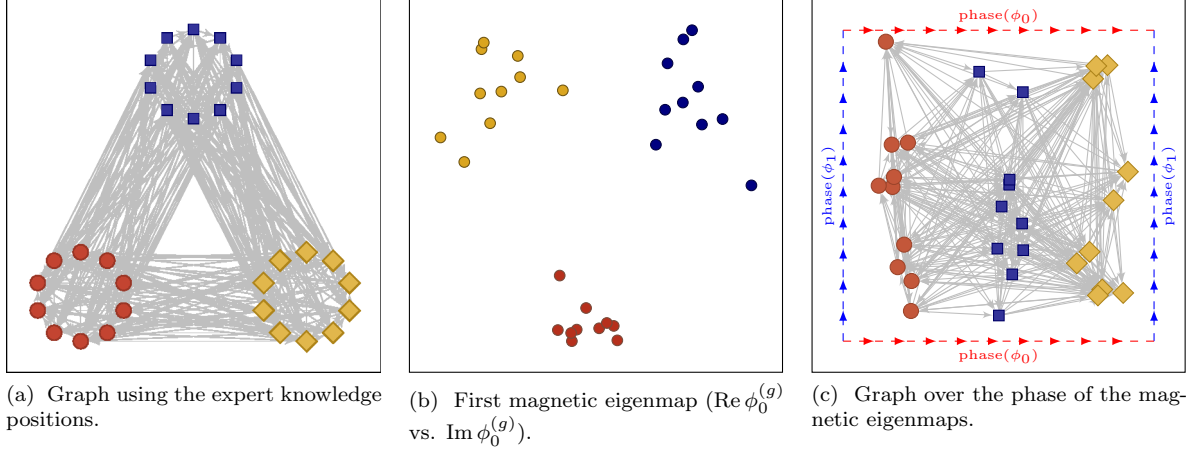 phase(ϕ₀)
phase(ϕ₁)
phase(ϕ₁)
phase(ϕ₀)
(a) Graph using the expert knowledge
positions.
(b) First magnetic eigenmap (Re ϕ₀⁽ᵍ⁾
vs. Im ϕ₀⁽ᵍ⁾).
(c) Graph over the phase of the mag-
netic eigenmaps.